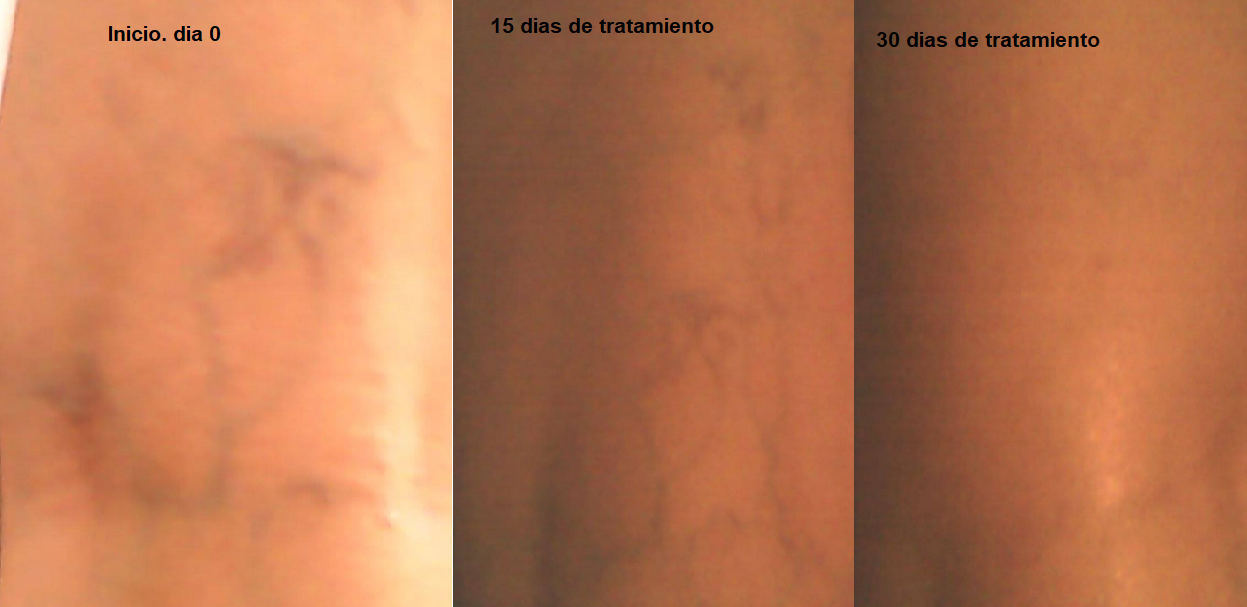 Inicio. dia 0
15 dias de tratamiento
30 dias de tratamiento